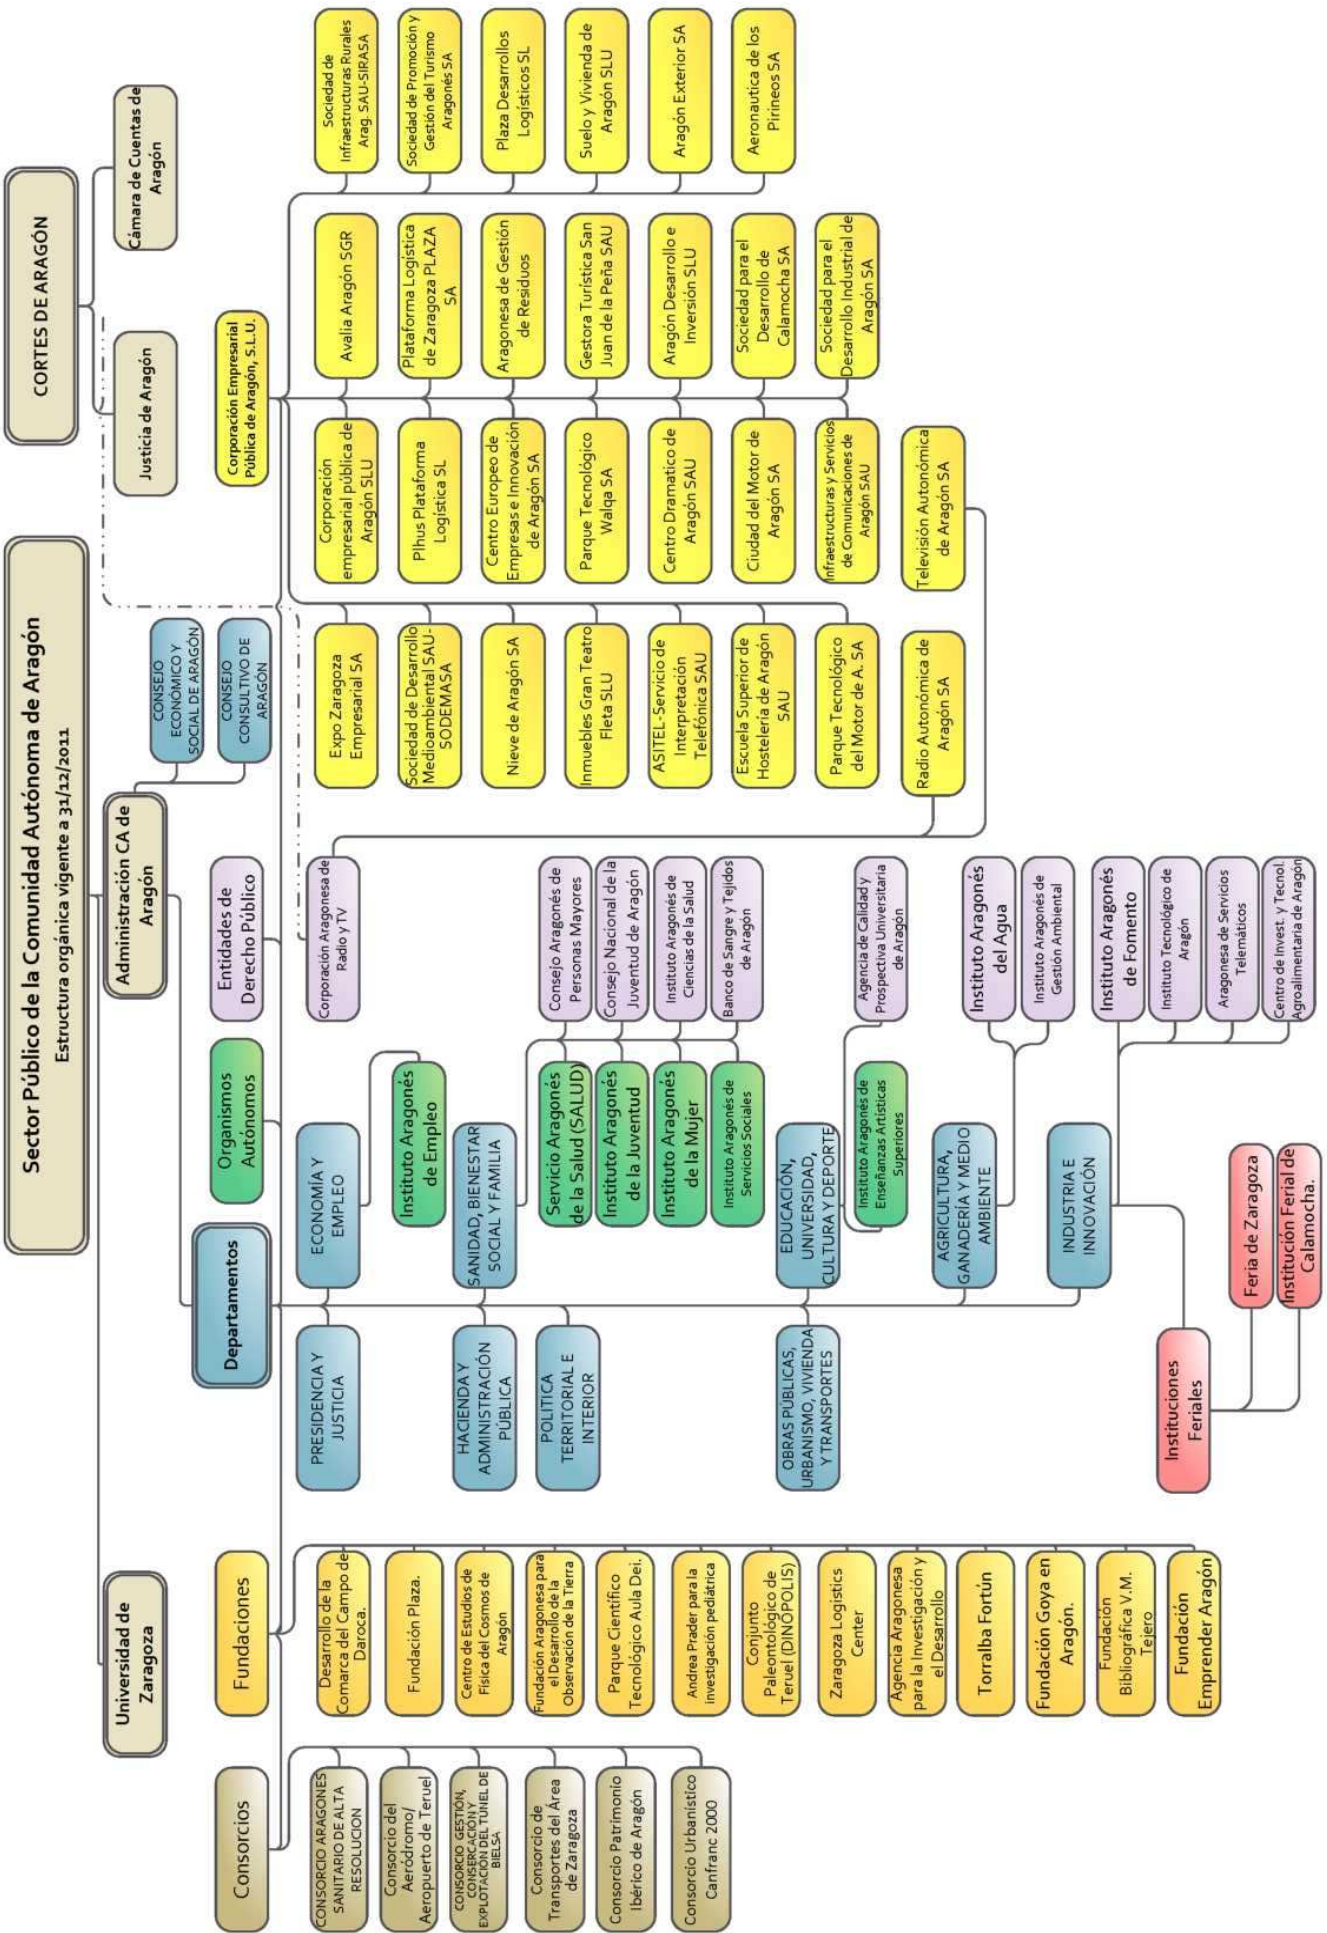 Sector Público de la Comunidad Autónoma de Aragón
Estructura orgánica vigente a 31/12/2011
CORTES DE ARAGÓN
Universidad de
Zaragoza
Administración CA de
Aragón
Justicia de Aragón
Cámara de Cuentas de
Aragón
CONSEJO
ECONÓMICO Y
SOCIAL DE ARAGÓN
CONSEJO
CONSULTIVO DE
ARAGÓN
Consorcios
Fundaciones
Departamentos
Organismos
Autónomos
Entidades de
Derecho Público
Corporación Empresarial
Pública de Aragón, S.L.U.
CONSORCIO ARAGONES
SANITARIO DE ALTA
RESOLUCION
Consorcio del
Aeródromo/
Aeropuerto de Teruel
CONSORCIO GESTIÓN,
CONSERCACIÓN Y
EXPLOTACIÓN DEL TÚNEL DE
BIELSA
Consorcio de
Transportes del Área
de Zaragoza
Consorcio Patrimonio
Ibérico de Aragón
Consorcio Urbanístico
Canfranc 2000
Desarrollo de la
Comarca del Campo de
Daroca.
Fundación Plaza.
Centro de Estudios de
Física del Cosmos de
Aragón
Fundación Aragonesa para
el Desarrollo de la
Observación de la Tierra
Parque Científico
Tecnológico Aula Dei.
Andrea Prader para la
investigación pediátrica
Conjunto
Paleontológico de
Teruel (DINÓPOLIS)
Zaragoza Logistics
Center
Agencia Aragonesa
para la Investigación y
el Desarrollo
Torralba Fortún
Fundación Goya en
Aragón.
Fundación
Bibliográfica V.M.
Tejero
Fundación
Emprender Aragón
PRESIDENCIA Y
JUSTICIA
HACIENDA Y
ADMINISTRACIÓN
PÚBLICA
POLITICA
TERRITORIAL E
INTERIOR
OBRAS PÚBLICAS,
URBANISMO, VIVIENDA
Y TRANSPORTES
ECONOMÍA Y
EMPLEO
SANIDAD, BIENESTAR
SOCIAL Y FAMILIA
EDUCACIÓN,
UNIVERSIDAD,
CULTURA Y DEPORTE
AGRICULTURA,
GANADERÍA Y MEDIO
AMBIENTE
INDUSTRIA E
INNOVACIÓN
Instituciones
Feriales
Feria de Zaragoza
Institución Ferial de
Calamocha.
Instituto Aragonés
de Empleo
Servicio Aragonés
de la Salud (SALUD)
Instituto Aragonés
de la Juventud
Instituto Aragonés
de la Mujer
Instituto Aragonés de
Servicios Sociales
Instituto Aragonés de
Enseñanzas Artísticas
Superiores
Corporación Aragonesa de
Radio y TV
Consejo Aragonés de
Personas Mayores
Consejo Nacional de la
Juventud de Aragón
Instituto Aragonés de
Ciencias de la Salud
Banco de Sangre y Tejidos
de Aragón
Agencia de Calidad y
Prospectiva Universitaria
de Aragón
Instituto Aragonés
del Agua
Instituto Aragonés de
Gestión Ambiental
Instituto Aragonés
de Fomento
Instituto Tecnológico de
Aragón
Aragonesa de Servicios
Telemáticos
Centro de Invest. y Tecnol.
Agroalimentaria de Aragón
Expo Zaragoza
Empresarial SA
Sociedad de Desarrollo
Medioambiental SAU-
SODEMASA
Nieve de Aragón SA
Inmuebles Gran Teatro
Fleta SLU
ASITEL-Servicio de
Interpretación
Telefónica SAU
Escuela Superior de
Hostelería de Aragón
SAU
Parque Tecnológico
del Motor de A. SA
Radio Autonómica de
Aragón SA
Corporación
empresarial pública de
Aragón SLU
Plhus Plataforma
Logística SL
Centro Europeo de
Empresas e Innovación
de Aragón SA
Parque Tecnológico
Walqa SA
Centro Dramatico de
Aragón SAU
Ciudad del Motor de
Aragón SA
Infraestructuras y Servicios
de Comunicaciones de
Aragón SAU
Televisión Autonómica
de Aragón SA
Avalia Aragón SGR
Plataforma Logística
de Zaragoza PLAZA
SA
Aragonesa de Gestión
de Residuos
Gestora Turística San
Juan de la Peña SAU
Aragón Desarrollo e
Inversión SLU
Sociedad para el
Desarrollo de
Calamocha SA
Sociedad para el
Desarrollo Industrial de
Aragón SA
Sociedad de
Infraestructuras Rurales
Arag. SAU-SIRASA
Sociedad de Promoción y
Gestión del Turismo
Aragonés SA
Plaza Desarrollos
Logísticos SL
Suelo y Vivienda de
Aragón SLU
Aragón Exterior SA
Aeronautica de los
Pirineos SA